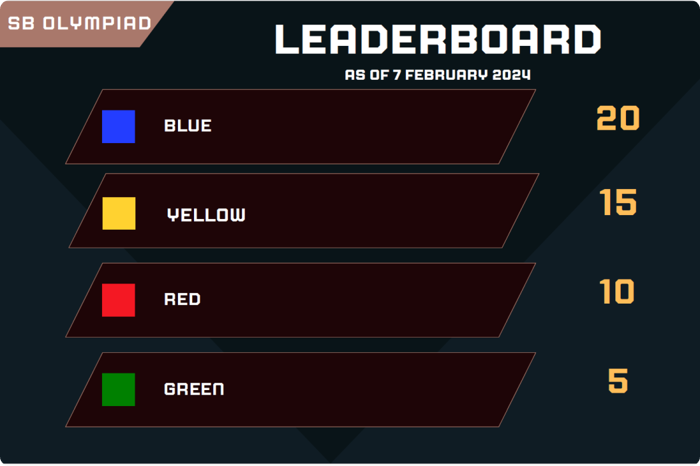 SB OLYMPIAD
LEADERBOARD
AS OF 7 FEBRUARY 2024
BLUE 20
YELLOW 15
RED 10
GREEN 5